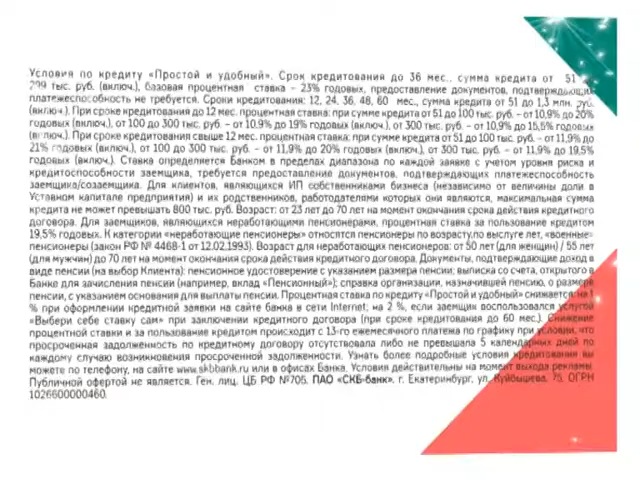 Условия по кредиту «Простой и удобный». Срок кредитования до 36 мес., сумма кредита от 51 до
299 тыс. руб. (включ.), базовая процентная ставка – 23% годовых, предоставление документов, подтверждающих
платежеспособность не требуется. Сроки кредитования: 12, 24, 36, 48, 60 мес., сумма кредита от 51 до 1,3 млн. руб.
(включ.). При сроке кредитования до 12 мес. процентная ставка: при сумме кредита от 51 до 100 тыс. руб. – от 10,9% до 20%
годовых (включ.), от 100 до 300 тыс. руб. – от 10,9% до 19% годовых (включ.), от 300 тыс. руб. – от 10,9% до 15,5% годовых
(включ.). При сроке кредитования свыше 12 мес. процентная ставка: при сумме кредита от 51 до 100 тыс. руб. – от 11,9% до
21% годовых (включ.), от 100 до 300 тыс. руб. – от 11,9% до 20% годовых (включ.), от 300 тыс. руб. – от 11,9% до 19,5%
годовых (включ.). Ставка определяется Банком в пределах диапазона по каждой заявке с учетом уровня риска и
кредитоспособности заемщика, требуется предоставление документов, подтверждающих платежеспособность
заемщика/созаемщика. Для клиентов, являющихся ИП собственниками бизнеса (независимо от величины доли в
Уставном капитале предприятия) и их родственников, работодателями которых они являются, максимальная сумма
кредита не может превышать 800 тыс. руб. Возраст: от 23 лет до 70 лет на момент окончания срока действия кредитного
договора. Для заемщиков, являющихся неработающими пенсионерами, процентная ставка за пользование кредитом
19,5% годовых. К категории «неработающие пенсионеры» относятся пенсионеры по возрасту,по выслуге лет, «военные»
пенсионеры (закон РФ № 4468-1 от 12.02.1993). Возраст для неработающих пенсионеров: от 50 лет (для женщин) / 55 лет
(для мужчин) до 70 лет на момент окончания срока действия кредитного договора. Документы, подтверждающие доход в
виде пенсии (на выбор Клиента): пенсионное удостоверение с указанием размера пенсии; выписка со счета, открытого в
Банке для зачисления пенсии (например, вклад «Пенсионный»); справка организации, назначившей пенсию, о размере
пенсии, с указанием основания для выплаты пенсии. Процентная ставка по кредиту «Простой и удобный» снижается: на 1
% при оформлении кредитной заявки на сайте банка в сети Internet; на 2 %, если заемщик воспользовался услугой
«Выбери себе ставку сам» при заключении кредитного договора (при сроке кредитования до 60 мес.). Снижение
процентной ставки и за пользование кредитом происходит с 13-го ежемесячного платежа по графику при условии, что
просроченная задолженность по кредитному договору отсутствовала либо не превышала 5 календарных дней по
каждому случаю возникновения просроченной задолженности. Узнать более подробные условия кредитования вы
можете по телефону, на сайте www.skbbank.ru или в офисах Банка. Условия действительны на момент выхода рекламы.
Публичной офертой не является. Ген. лиц. ЦБ РФ №705. ПАО «СКБ-банк». г. Екатеринбург, ул. Куйбышева, 75. ОГРН
1026600000460.